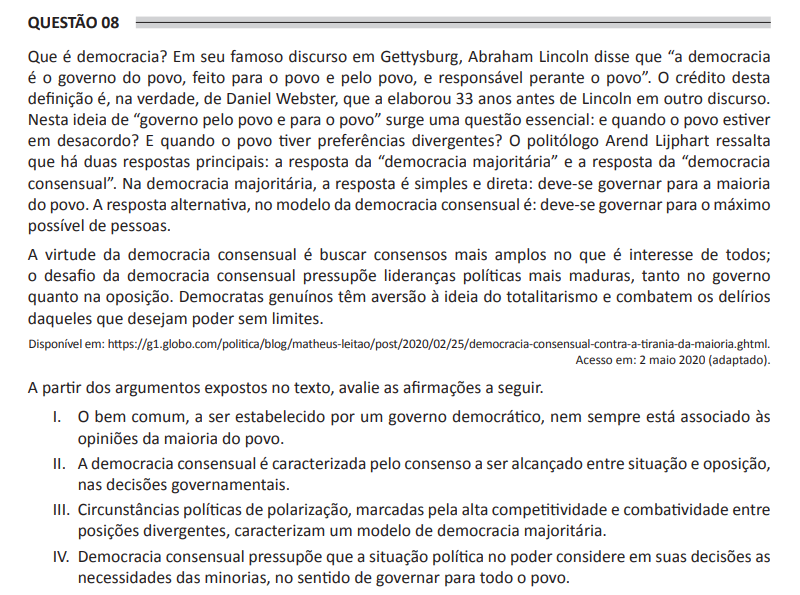 QUESTÃO 08
Que é democracia? Em seu famoso discurso em Gettysburg, Abraham Lincoln disse que “a democracia
é o governo do povo, feito para o povo e pelo povo, e responsável perante o povo”. O crédito desta
definição é, na verdade, de Daniel Webster, que a elaborou 33 anos antes de Lincoln em outro discurso.
Nesta ideia de “governo pelo povo e para o povo” surge uma questão essencial: e quando o povo estiver
em desacordo? E quando o povo tiver preferências divergentes? O politólogo Arend Lijphart ressalta
que há duas respostas principais: a resposta da “democracia majoritária” e a resposta da “democracia
consensual”. Na democracia majoritária, a resposta é simples e direta: deve-se governar para a maioria
do povo. A resposta alternativa, no modelo da democracia consensual é: deve-se governar para o máximo
possível de pessoas.
A virtude da democracia consensual é buscar consensos mais amplos no que é interesse de todos;
o desafio da democracia consensual pressupõe lideranças políticas mais maduras, tanto no governo
quanto na oposição. Democratas genuínos têm aversão à ideia do totalitarismo e combatem os delírios
daqueles que desejam poder sem limites.
Disponível em: https://g1.globo.com/politica/blog/matheus-leitao/post/2020/02/25/democracia-consensual-contra-a-tirania-da-maioria.ghtml.
Acesso em: 2 maio 2020 (adaptado).
A partir dos argumentos expostos no texto, avalie as afirmações a seguir.
I. O bem comum, a ser estabelecido por um governo democrático, nem sempre está associado às
opiniões da maioria do povo.
II. A democracia consensual é caracterizada pelo consenso a ser alcançado entre situação e oposição,
nas decisões governamentais.
III. Circunstâncias políticas de polarização, marcadas pela alta competitividade e combatividade entre
posições divergentes, caracterizam um modelo de democracia majoritária.
IV. Democracia consensual pressupõe que a situação política no poder considere em suas decisões as
necessidades das minorias, no sentido de governar para todo o povo.